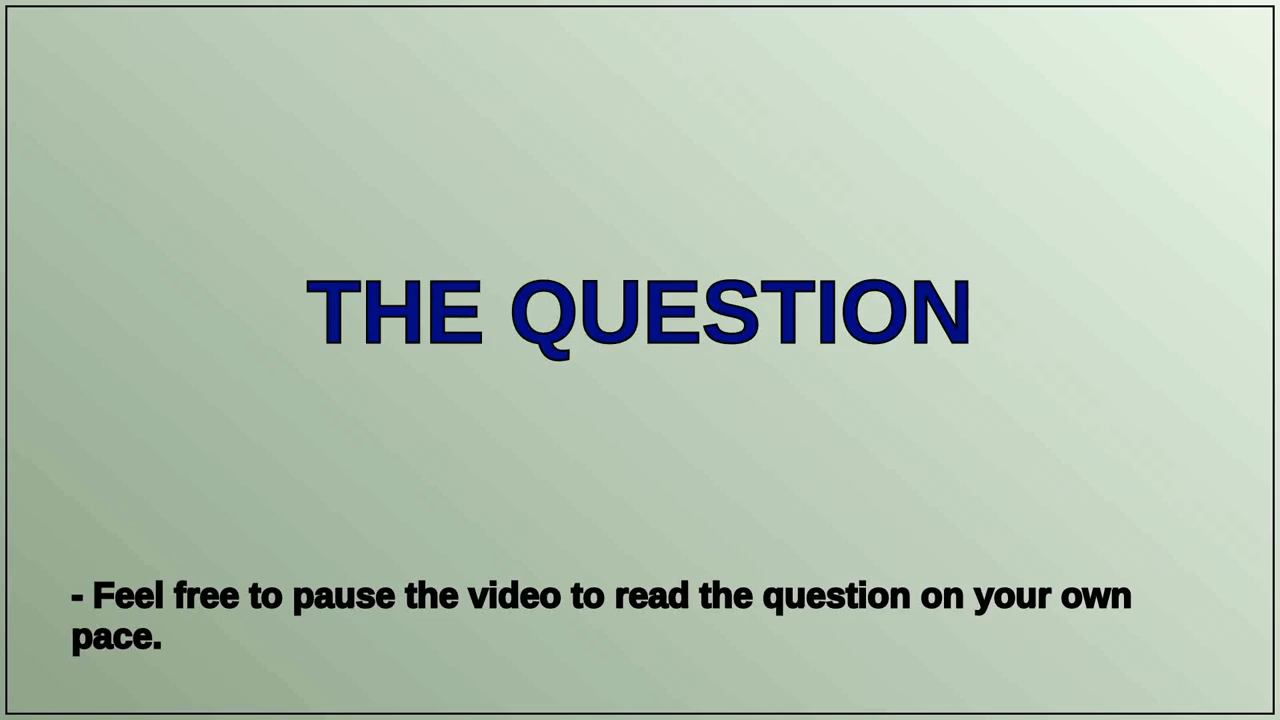 THE QUESTION
- Feel free to pause the video to read the question on your own
pace.